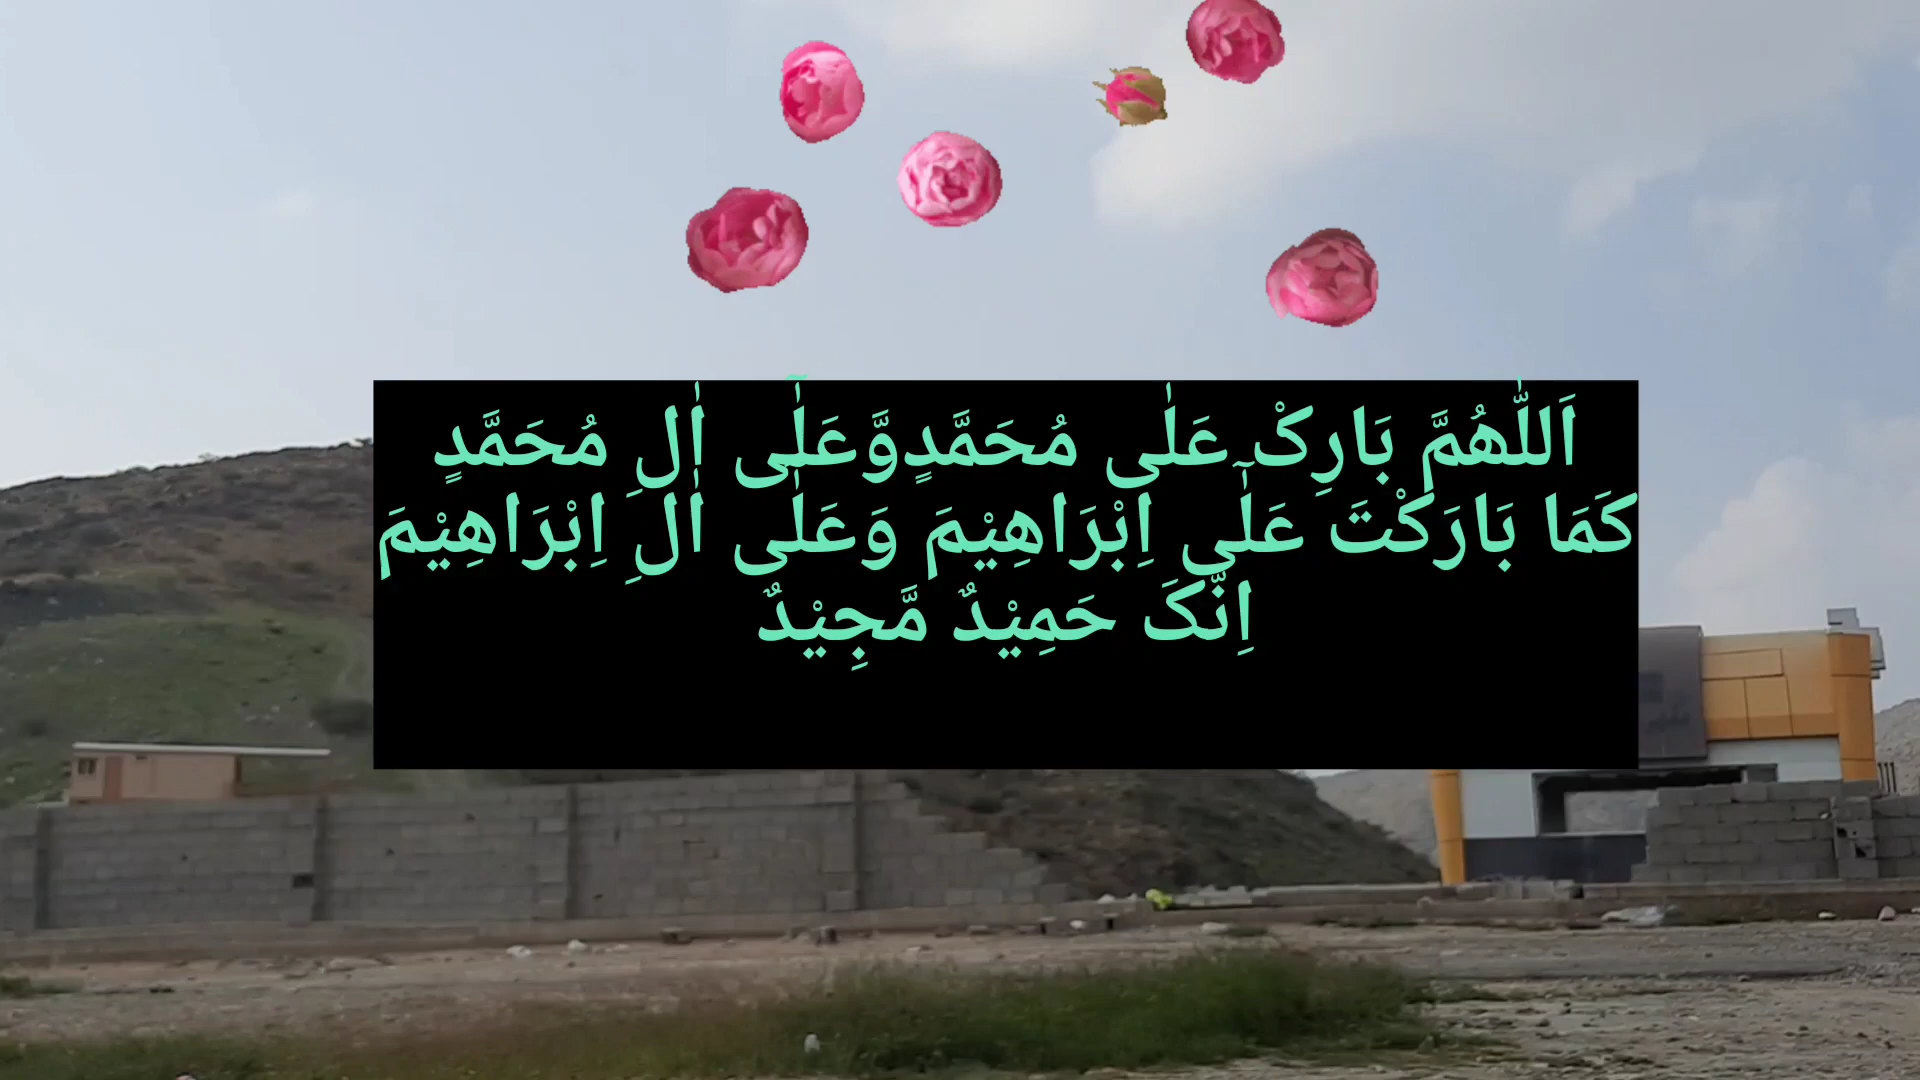 اَللّٰهُمَّ بَارِکْ عَلٰی مُحَمَّدٍوَّعَلٰٓی اٰلِ مُحَمَّدٍ
کَمَا بَارَکْتَ عَلٰٓی اِبْرَاهِیْمَ وَعَلٰٓی اٰلِ اِبْرَاهِیْمَ
اِنَّکَ حَمِیْدٌ مَّجِیْدٌ